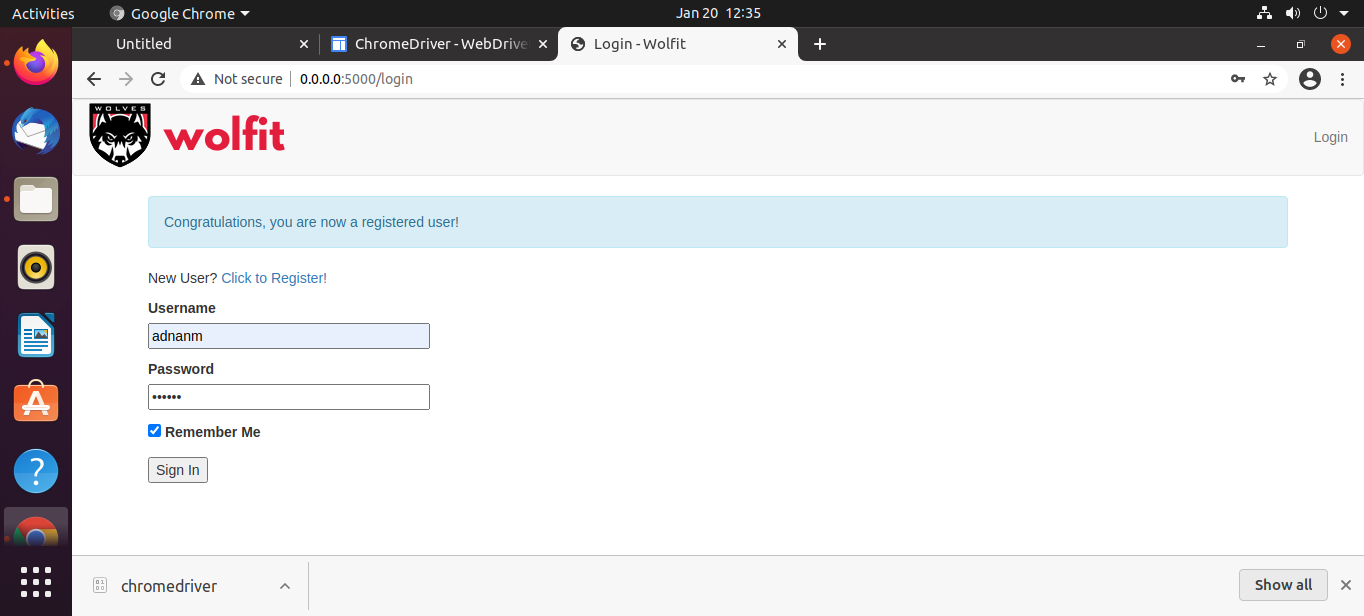 Activities Google Chrome Jan 20 12:35
Untitled ChromeDriver - WebDrive Login - Wolfit
Not secure 0.0.0.0:5000/login
WOLVES
wolfit
Login
Congratulations, you are now a registered user!
New User? Click to Register!
Username
adnanm
Password
••••••
Remember Me
Sign In
chromedriver Show all